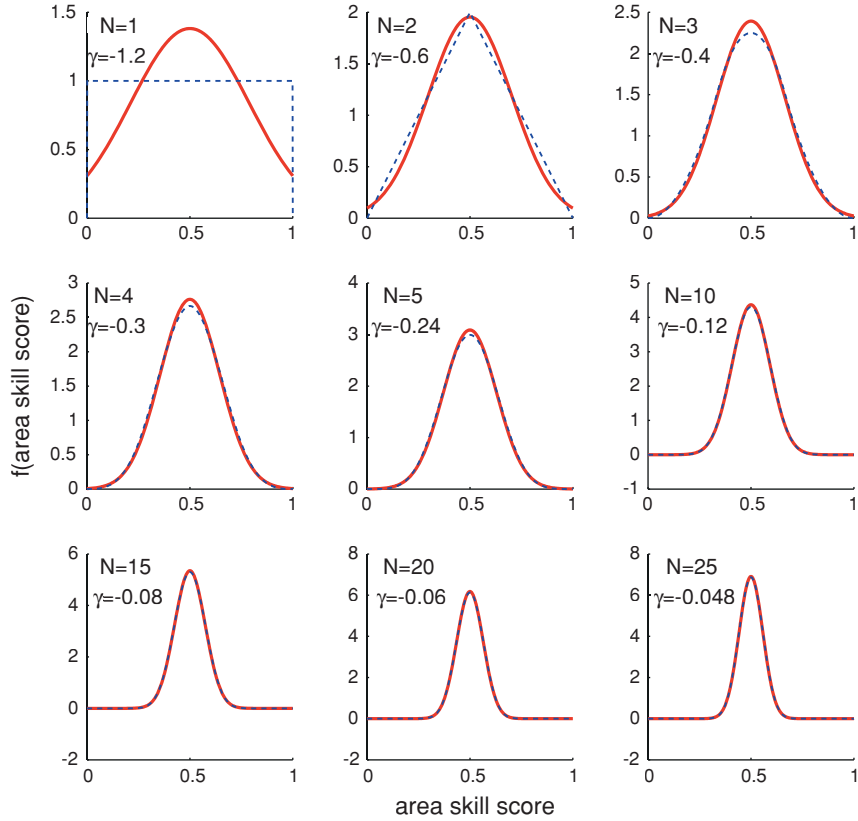 N=1
γ=-1.2
1.5
1
0.5
0
0 0.5 1
N=2
γ=-0.6
2
1.5
1
0.5
0
0 0.5 1
N=3
γ=-0.4
2.5
2
1.5
1
0.5
0
0 0.5 1
f(area skill score)
N=4
γ=-0.3
3
2.5
2
1.5
1
0.5
0
0 0.5 1
N=5
γ=-0.24
4
3
2
1
0
0 0.5 1
N=10
γ=-0.12
5
4
3
2
1
0
-1
0 0.5 1
N=15
γ=-0.08
6
4
2
0
-2
0 0.5 1
N=20
γ=-0.06
8
6
4
2
0
-2
0 0.5 1
N=25
γ=-0.048
8
6
4
2
0
-2
0 0.5 1
area skill score